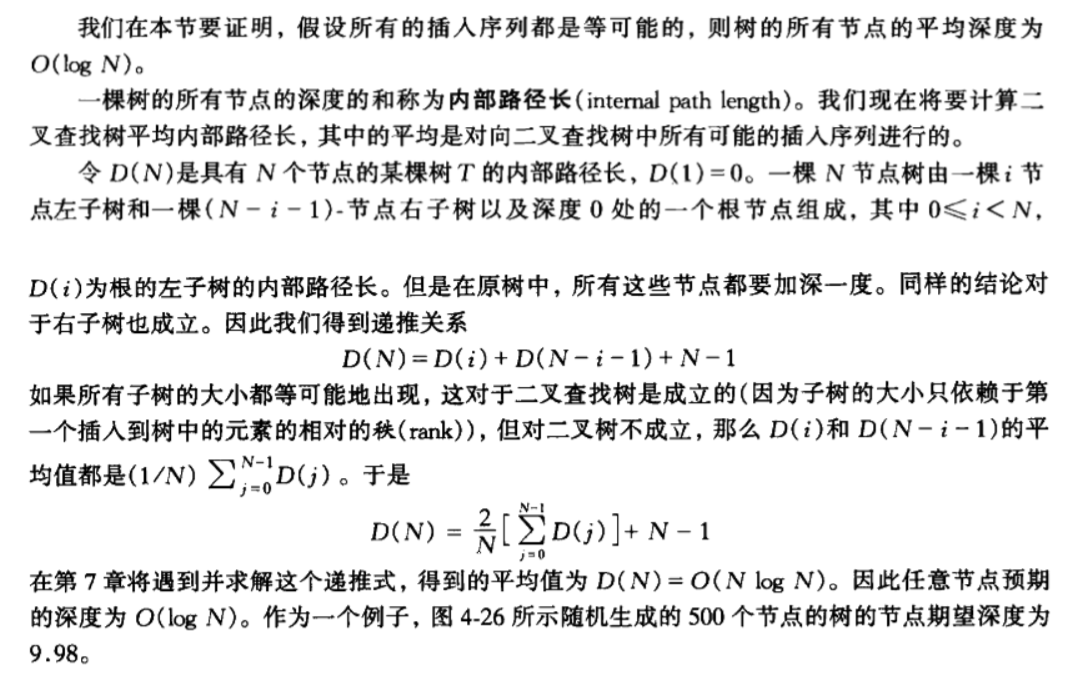 我们在本节要证明，假设所有的插入序列都是等可能的，则树的所有节点的平均深度为
O(log N)。
一棵树的所有节点的深度的和称为内部路径长(internal path length)。我们现在将要计算二
叉查找树平均内部路径长，其中的平均是对向二叉查找树中所有可能的插入序列进行的。
令 D(N)是具有 N 个节点的某棵树 T 的内部路径长，D(1)=0。一棵 N 节点树由一棵 i 节
点左子树和一棵(N-i-1)-节点右子树以及深度 0 处的一个根节点组成，其中 0≤i<N，
D(i)为根的左子树的内部路径长。但是在原树中，所有这些节点都要加深一度。同样的结论对
于右子树也成立。因此我们得到递推关系
D(N)=D(i)+D(N-i-1)+N-1
如果所有子树的大小都等可能地出现，这对于二叉查找树是成立的(因为子树的大小只依赖于第
一个插入到树中的元素的相对的秩(rank))，但对二叉树不成立，那么 D(i)和 D(N-i-1)的平
均值都是(1/N) ∑_{j=0}^{N-1} D(j)。于是
D(N) = 2/N [∑_{j=0}^{N-1} D(j)] + N - 1
在第 7 章将遇到并求解这个递推式，得到的平均值为 D(N)=O(N log N)。因此任意节点预期
的深度为 O(log N)。作为一个例子，图 4-26 所示随机生成的 500 个节点的树的节点期望深度为
9.98。